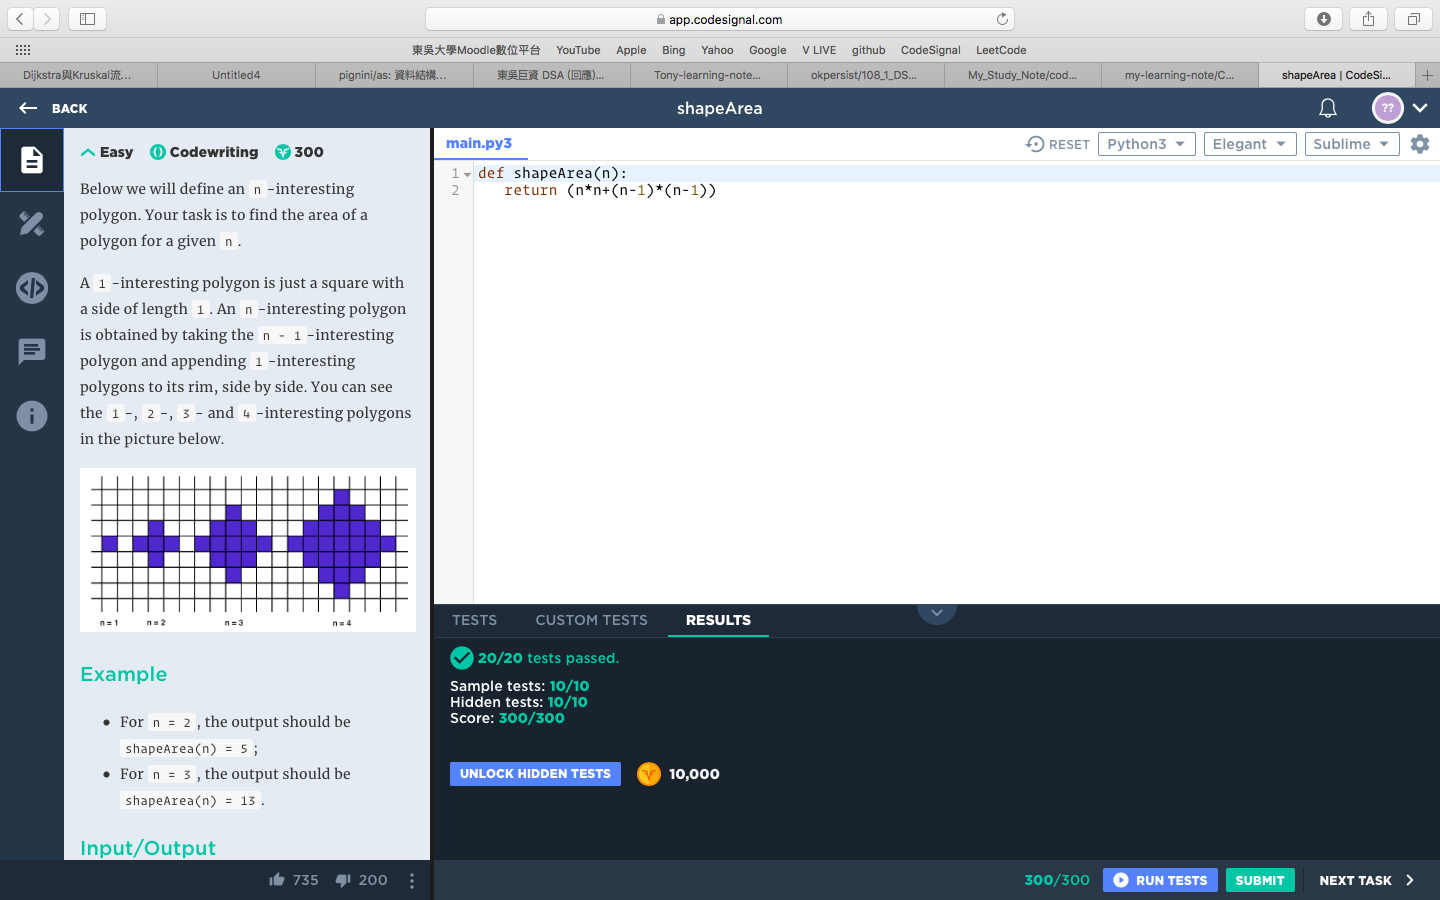 app.codesignal.com
東吳大學Moodle數位平台 YouTube Apple Bing Yahoo Google V LIVE github CodeSignal LeetCode
Dijkstra與Kruskal流... Untitled4 pignini/as: 資料結構... 東吳巨資 DSA (回應)... Tony-learning-note... okpersist/108_1_DS... My_Study_Note/cod... my-learning-note/C... shapeArea | CodeSi...
BACK
shapeArea
??
Easy Codewriting 300
Below we will define an n-interesting
polygon. Your task is to find the area of a
polygon for a given n.
A 1-interesting polygon is just a square with
a side of length 1. An n-interesting polygon
is obtained by taking the n - 1-interesting
polygon and appending 1-interesting
polygons to its rim, side by side. You can see
the 1-, 2-, 3- and 4-interesting polygons
in the picture below.
n = 1 n = 2 n = 3 n = 4
Example
• For n = 2, the output should be
shapeArea(n) = 5;
• For n = 3, the output should be
shapeArea(n) = 13.
Input/Output
735 200
main.py3
RESET Python3 Elegant Sublime
1 def shapeArea(n):
2 return (n*n+(n-1)*(n-1))
TESTS CUSTOM TESTS RESULTS
20/20 tests passed.
Sample tests: 10/10
Hidden tests: 10/10
Score: 300/300
UNLOCK HIDDEN TESTS 10,000
300/300 RUN TESTS SUBMIT NEXT TASK